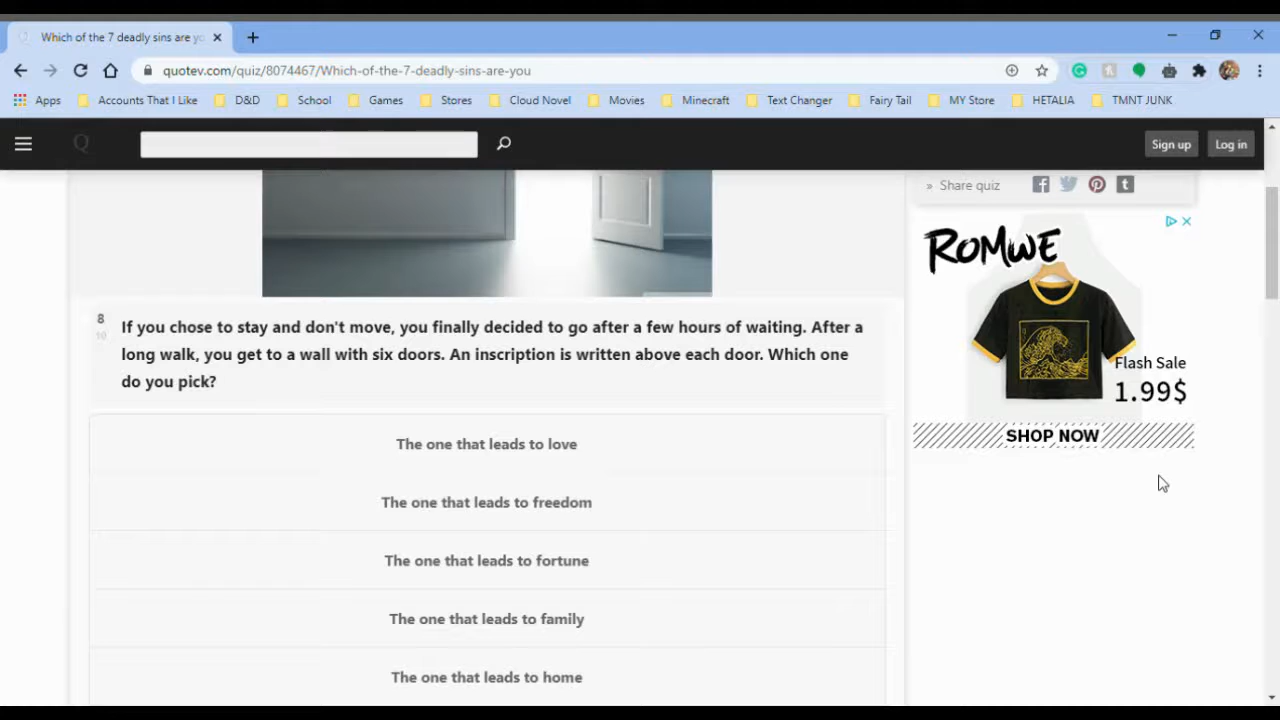 Which of the 7 deadly sins are yo
quotev.com/quiz/8074467/Which-of-the-7-deadly-sins-are-you
Apps Accounts That I Like D&D School Games Stores Cloud Novel Movies Minecraft Text Changer Fairy Tail MY Store HETALIA TMNT JUNK
Q Sign up Log in
» Share quiz
ROMWE
Flash Sale
1.99$
SHOP NOW
8
10
If you chose to stay and don't move, you finally decided to go after a few hours of waiting. After a
long walk, you get to a wall with six doors. An inscription is written above each door. Which one
do you pick?
The one that leads to love
The one that leads to freedom
The one that leads to fortune
The one that leads to family
The one that leads to home